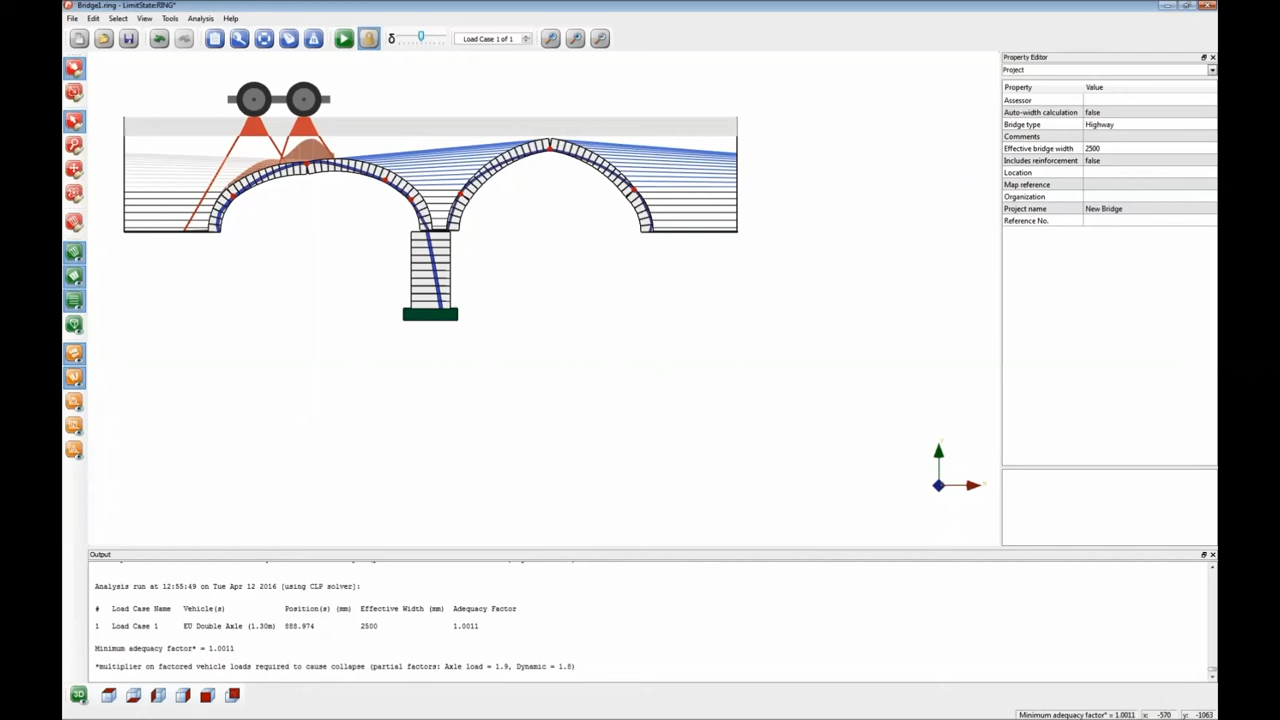 Bridge1.ring - LimitState:RING*
File Edit Select View Tools Analysis Help
δ Load Case 1 of 1
Property Editor
Project
Property Value
Assessor
Auto-width calculation false
Bridge type Highway
Comments
Effective bridge width 2500
Includes reinforcement false
Location
Map reference
Organization
Project name New Bridge
Reference No.
Output
Analysis run at 12:55:49 on Tue Apr 12 2016 [using CLP solver]:
# Load Case Name Vehicle(s) Position(s) (mm) Effective Width (mm) Adequacy Factor
1 Load Case 1 EU Double Axle (1.30m) 888.974 2500 1.0011
Minimum adequacy factor* = 1.0011
*multiplier on factored vehicle loads required to cause collapse (partial factors: Axle load = 1.9, Dynamic = 1.8)
3D
Minimum adequacy factor* = 1.0011 x: -570 y: -1063